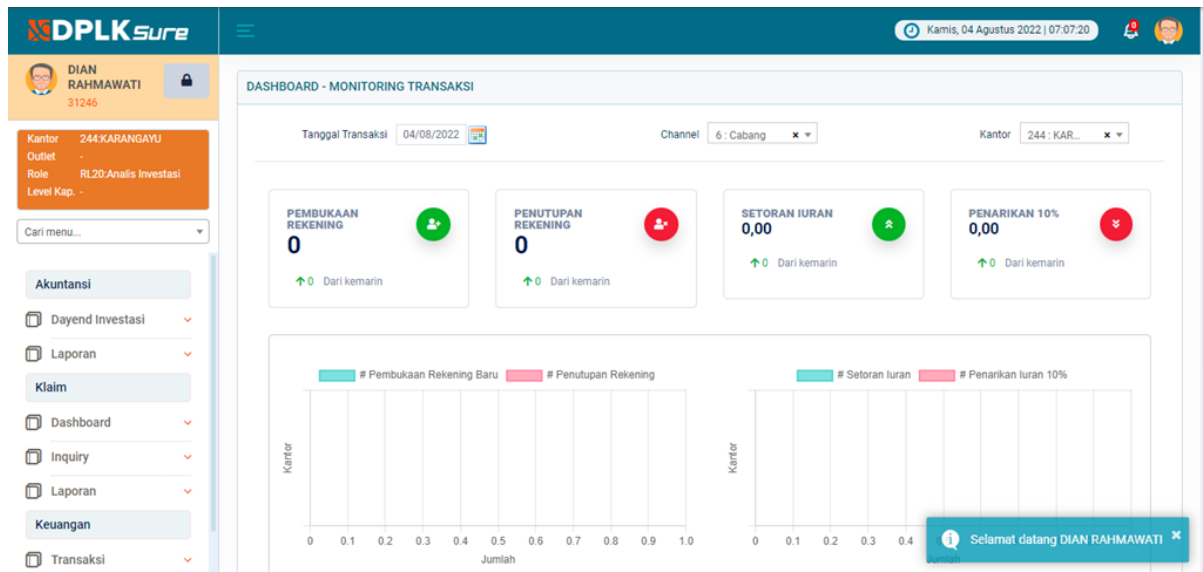 DPLKSure
Kamis, 04 Agustus 2022 | 07:07:20
DIAN
RAHMAWATI
31246
Kantor 244:KARANGAYU
Outlet -
Role RL20:Analis Investasi
Level Kap. -
Cari menu...
Akuntansi
Dayend Investasi
Laporan
Klaim
Dashboard
Inquiry
Laporan
Keuangan
Transaksi
DASHBOARD - MONITORING TRANSAKSI
Tanggal Transaksi 04/08/2022 Channel 6 : Cabang × Kantor 244 : KAR... ×
PEMBUKAAN
REKENING
0
0 Dari kemarin
PENUTUPAN
REKENING
0
0 Dari kemarin
SETORAN IURAN
0,00
0 Dari kemarin
PENARIKAN 10%
0,00
0 Dari kemarin
# Pembukaan Rekening Baru # Penutupan Rekening
Kantor
0 0.1 0.2 0.3 0.4 0.5 0.6 0.7 0.8 0.9 1.0
Jumlah
# Setoran Iuran # Penarikan Iuran 10%
Kantor
0 0.1 0.2 0.3 0.4
Jumlah
Selamat datang DIAN RAHMAWATI ×